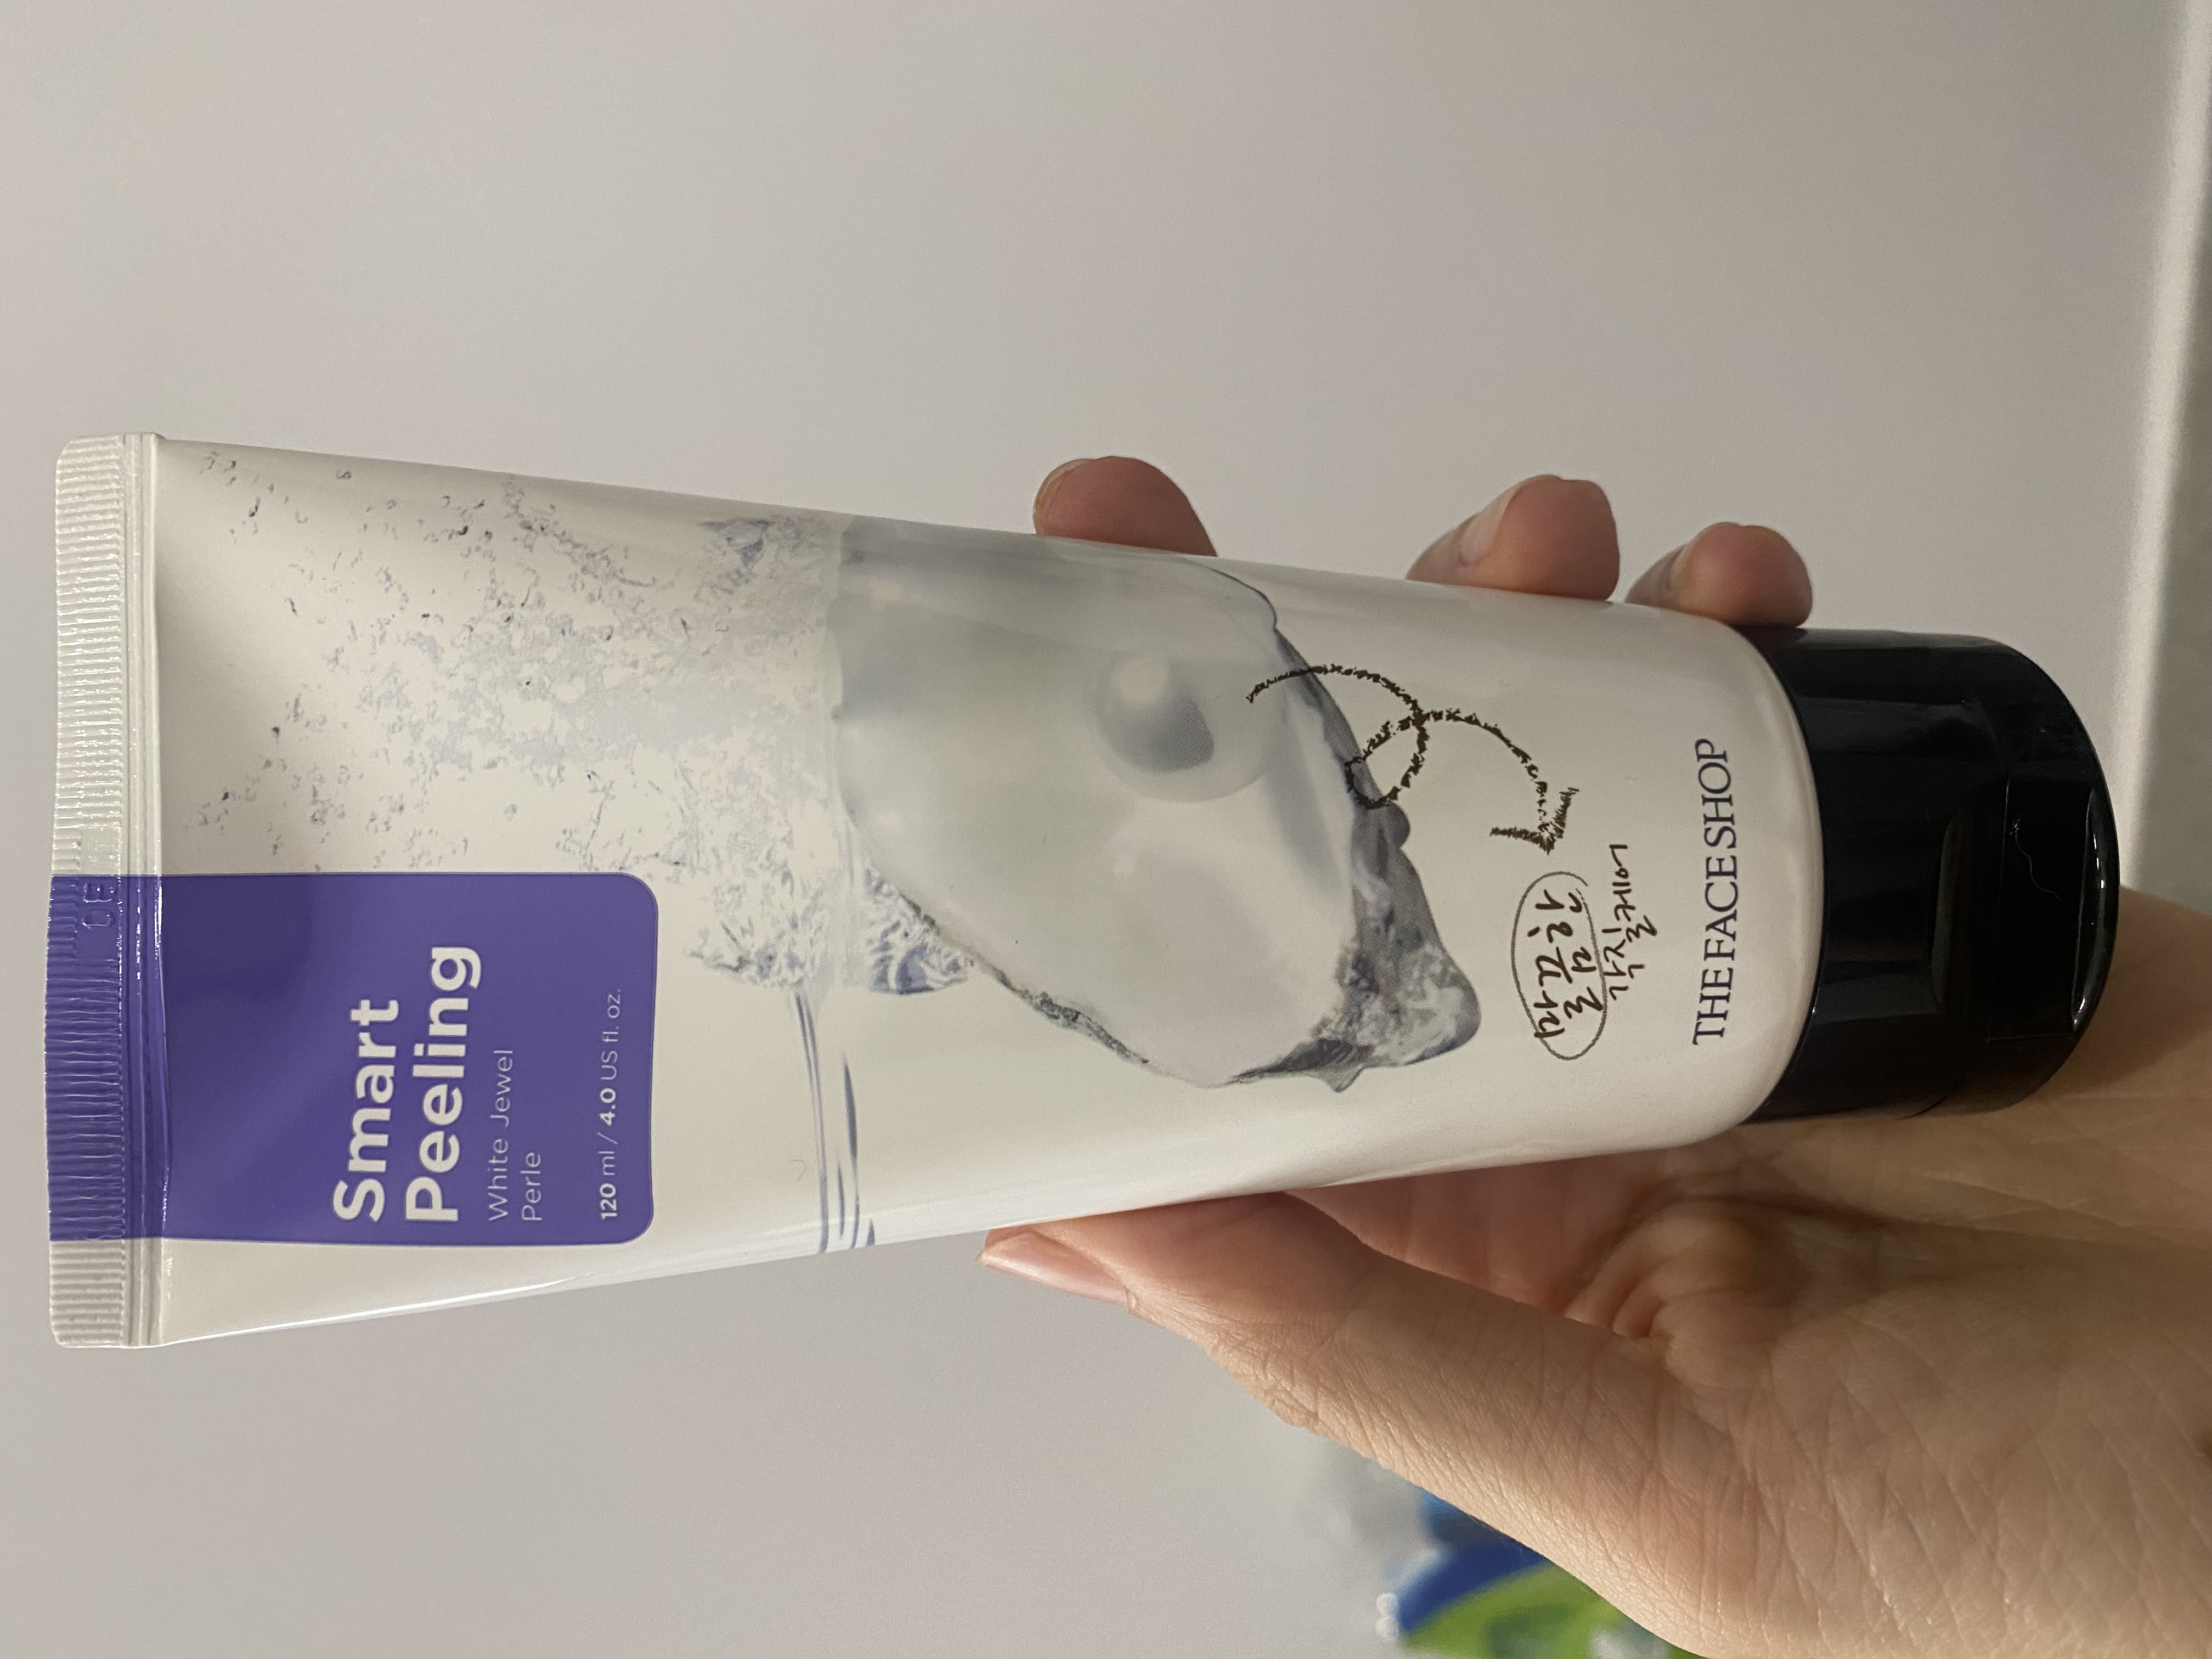 Smart
Peeling
White Jewel
Perle
120 ml / 4.0 US fl. oz.
말끔한
각질케어
THE FACE SHOP